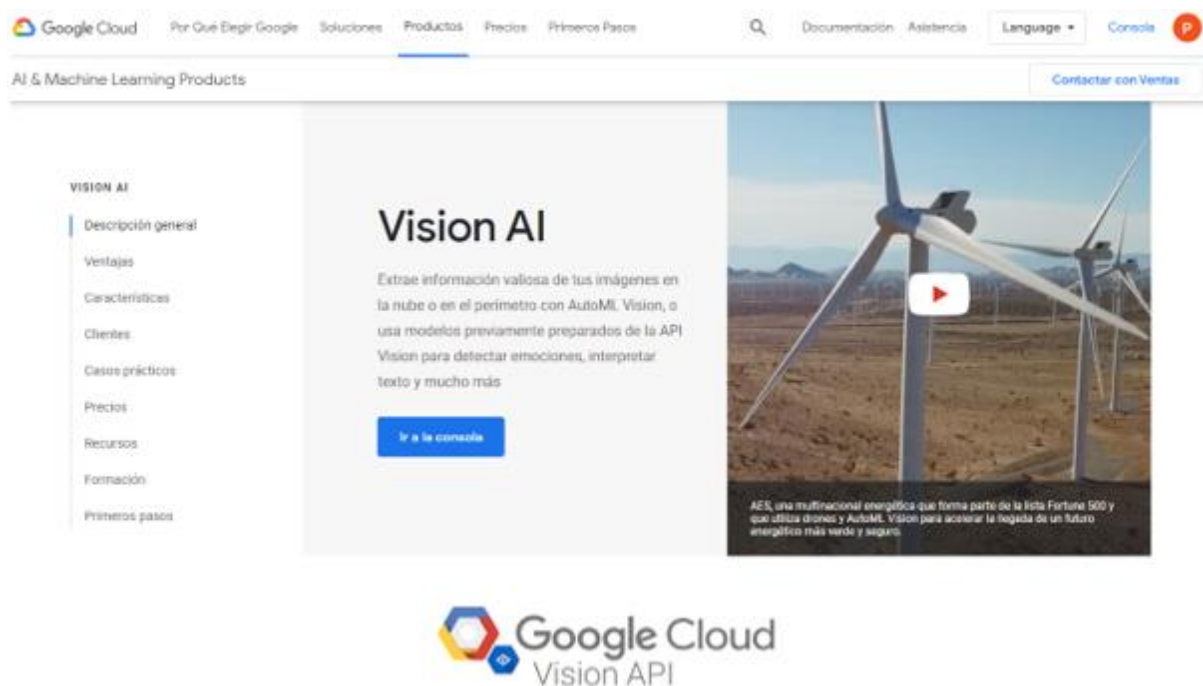 Google Cloud Por Qué Elegir Google Soluciones Productos Precios Primeros Pasos Documentación Asistencia Language Consola P
AI & Machine Learning Products Contactar con Ventas
VISION AI
Descripción general
Ventajas
Características
Clientes
Casos prácticos
Precios
Recursos
Formación
Primeros pasos
Vision AI
Extrae información valiosa de tus imágenes en
la nube o en el perímetro con AutoML Vision, o
usa modelos previamente preparados de la API
Vision para detectar emociones, interpretar
texto y mucho más
Ir a la consola
AES, una multinacional energética que forma parte de la lista Fortune 500 y
que utiliza drones y AutoML Vision para acelerar la llegada de un futuro
energético más verde y seguro.
Google Cloud
Vision API